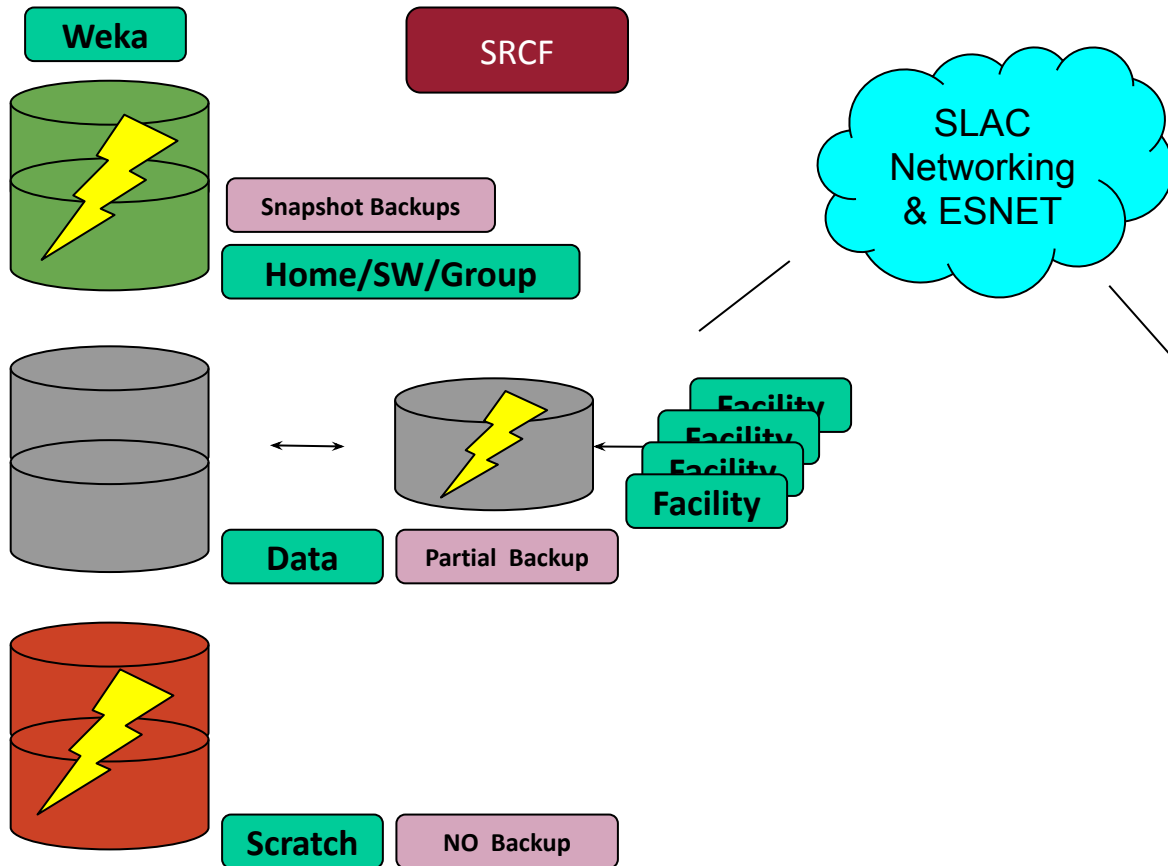 Weka
SRCF
SLAC
Networking
& ESNET
Snapshot Backups
Home/SW/Group
Facility
Facility
Facility
Facility
Data
Partial Backup
Scratch
NO Backup